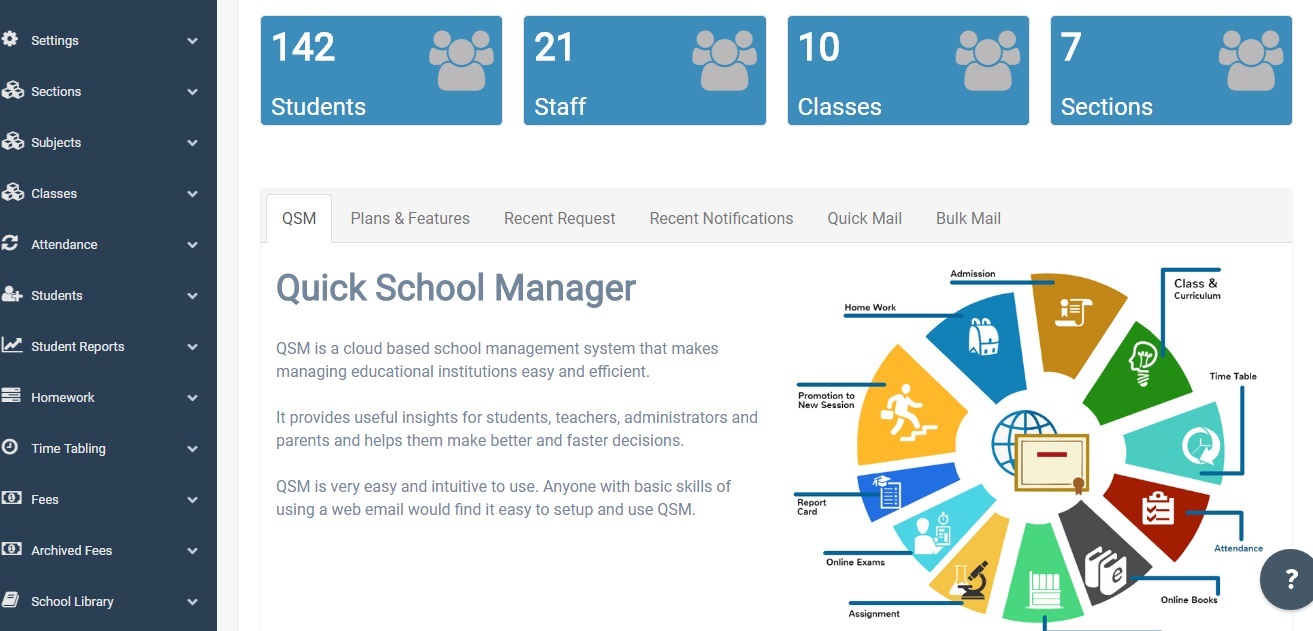 Settings
Sections
Subjects
Classes
Attendance
Students
Student Reports
Homework
Time Tabling
Fees
Archived Fees
School Library
142
Students
21
Staff
10
Classes
7
Sections
QSM
Plans & Features
Recent Request
Recent Notifications
Quick Mail
Bulk Mail
Quick School Manager
QSM is a cloud based school management system that makes
managing educational institutions easy and efficient.
It provides useful insights for students, teachers, administrators and
parents and helps them make better and faster decisions.
QSM is very easy and intuitive to use. Anyone with basic skills of
using a web email would find it easy to setup and use QSM.
Admission
Class &
Curriculum
Home Work
Time Table
Promotion to
New Session
Report
Card
Attendance
Online Exams
Online Books
Assignment
e
?